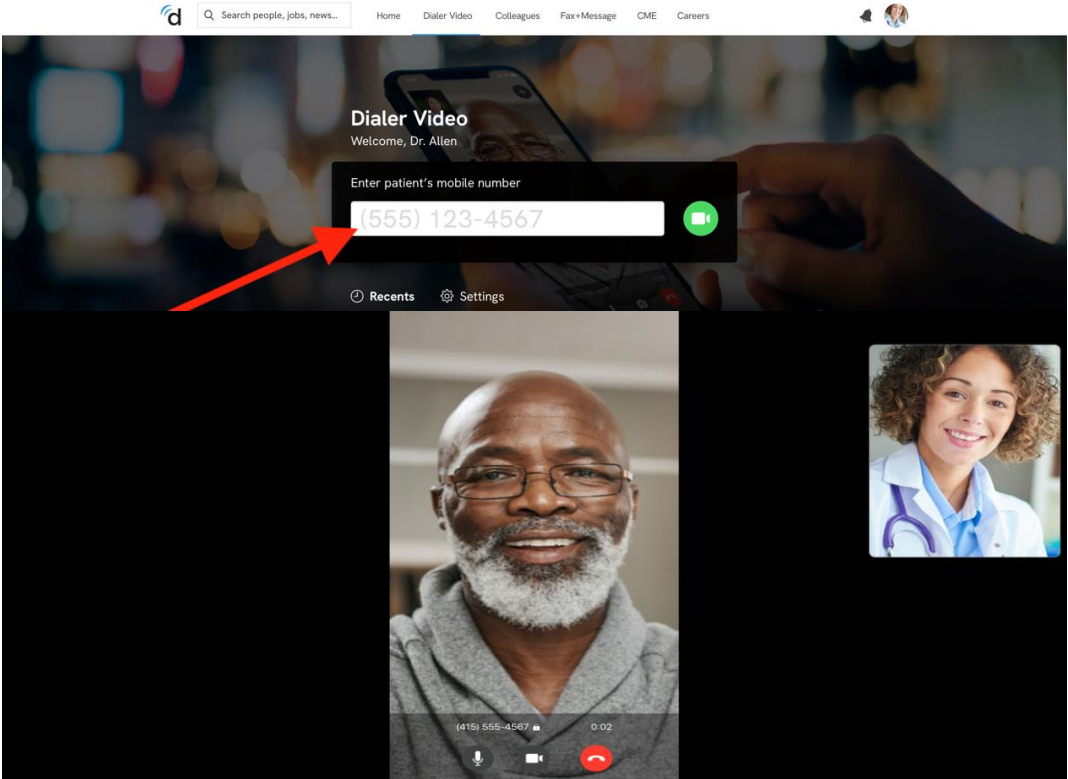 d
Search people, jobs, news...
Home Dialer Video Colleagues Fax+Message CME Careers
Dialer Video
Welcome, Dr. Allen
Enter patient's mobile number
(555) 123-4567
Recents Settings
(415) 555-4567 0:02